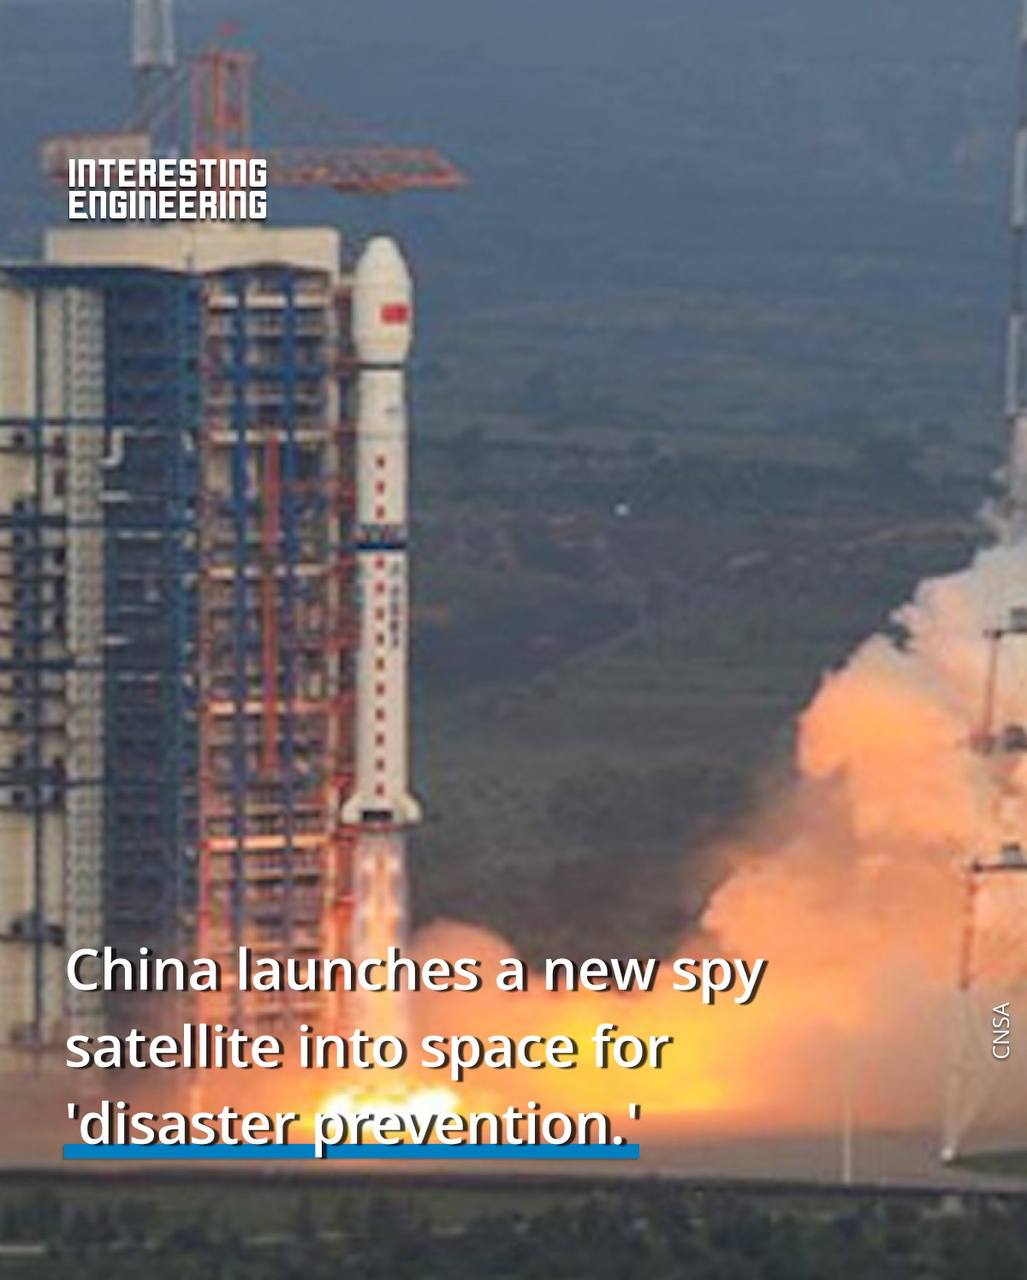 INTERESTING
ENGINEERING
China launches a new spy
satellite into space for
'disaster prevention.'
CNSA